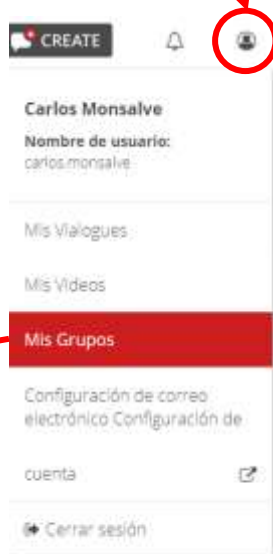 CREATE
Carlos Monsalve
Nombre de usuario:
carlos.monsalve
Mis Vialogues
Mis Videos
Mis Grupos
Configuración de correo
electrónico Configuración de
cuenta
Cerrar sesión